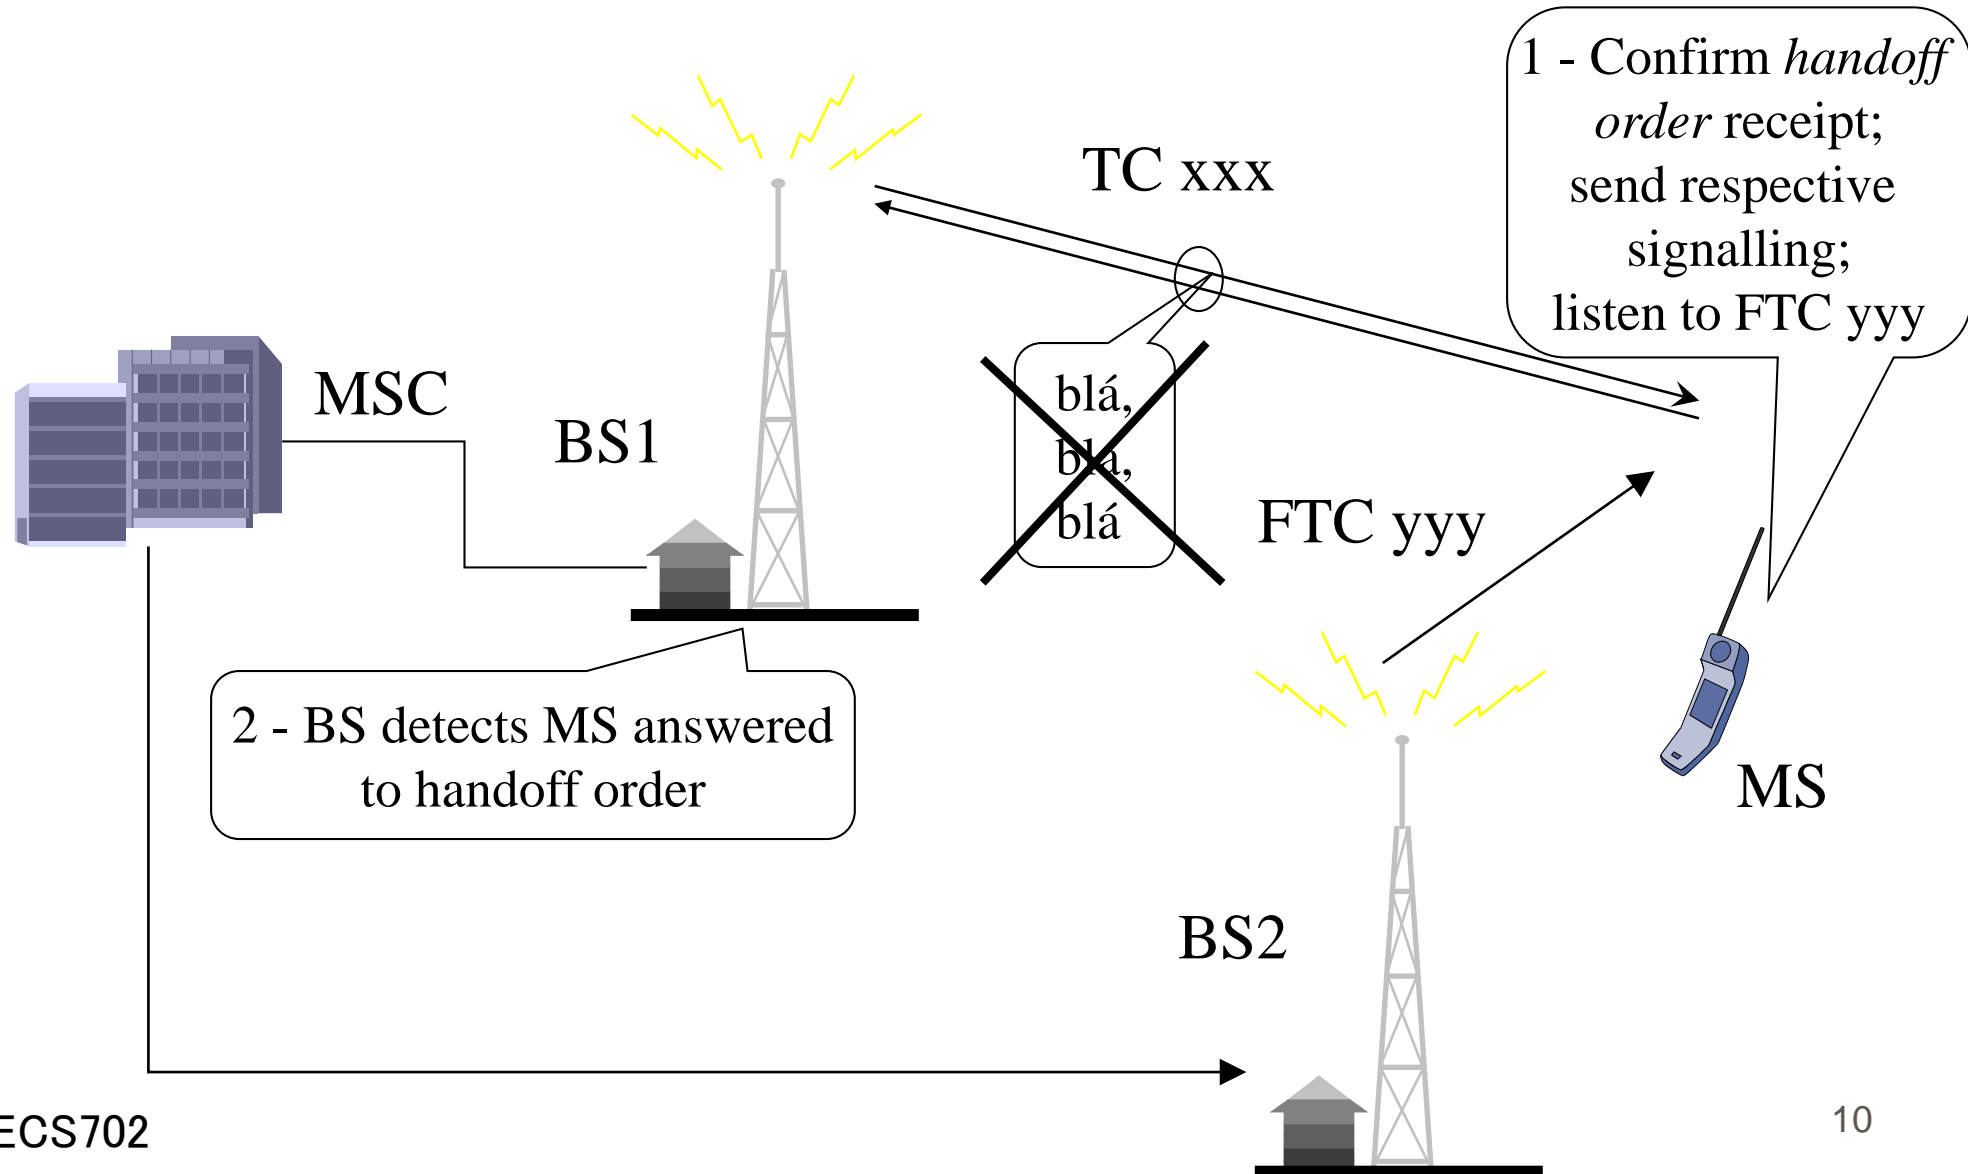 1 - Confirm handoff
order receipt;
send respective
signalling;
listen to FTC yyy
TC xxx
MSC
BS1
blá,
blá,
blá
FTC yyy
2 - BS detects MS answered
to handoff order
MS
BS2
ECS702
10